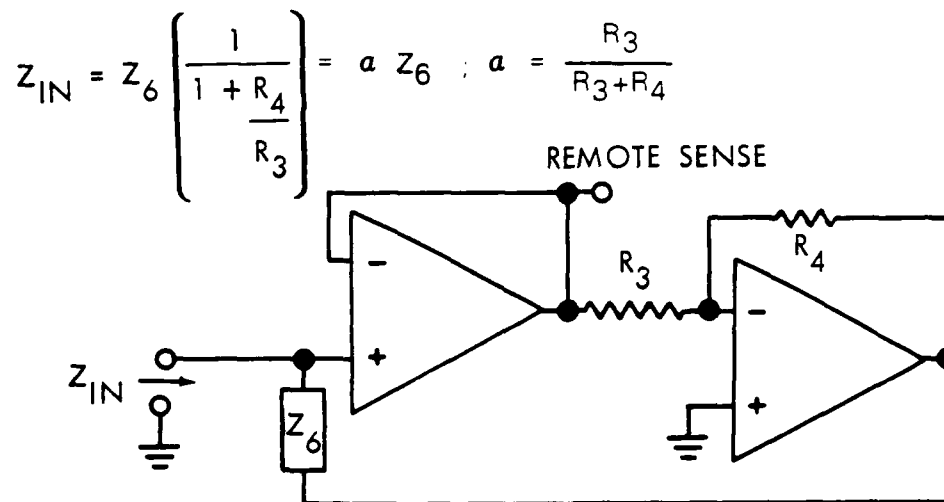 Z_IN = Z_6 ( 1 / (1 + R_4 / R_3) ) = a Z_6 ; a = R_3 / (R_3+R_4)
REMOTE SENSE
R_4
R_3
−
−
+
+
Z_IN
Z_6